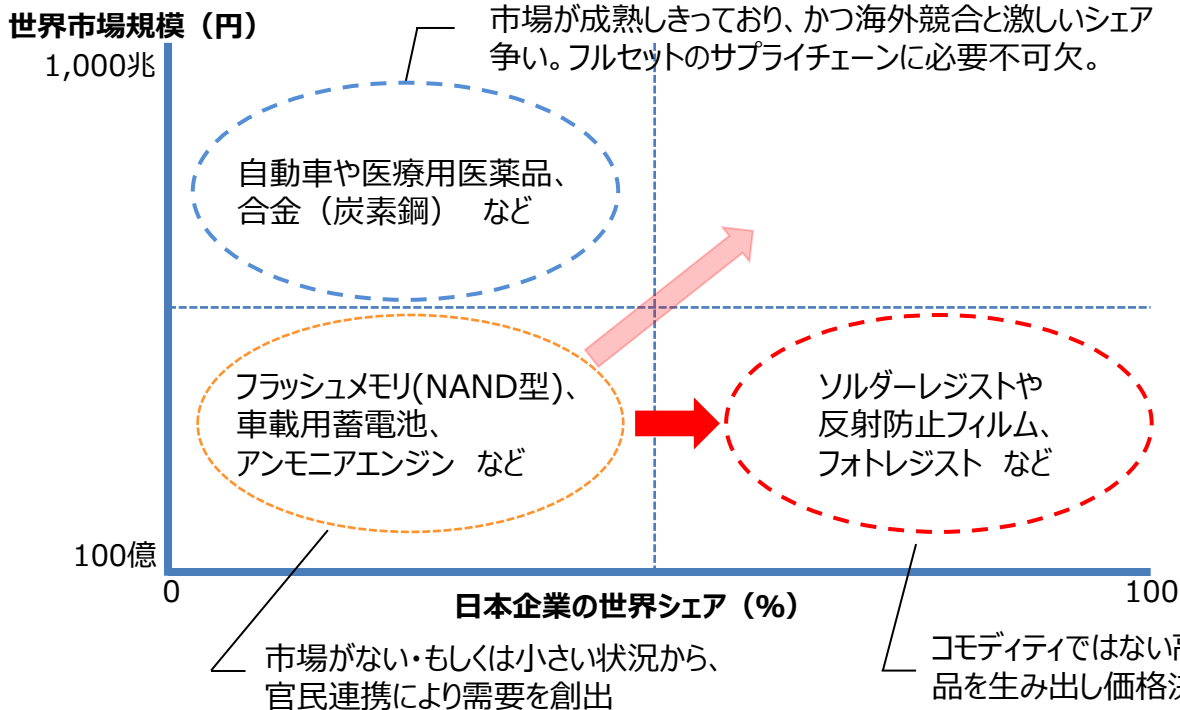 世界市場規模（円）
市場が成熟しきっており、かつ海外競合と激しいシェア
争い。フルセットのサプライチェーンに必要不可欠。
1,000兆
自動車や医療用医薬品、
合金（炭素鋼）　など
フラッシュメモリ(NAND型)、
車載用蓄電池、
アンモニアエンジン　など
ソルダーレジストや
反射防止フィルム、
フォトレジスト　など
100億
0
日本企業の世界シェア（%）
100
市場がない・もしくは小さい状況から、
官民連携により需要を創出
コモディティではない
品を生み出し価格